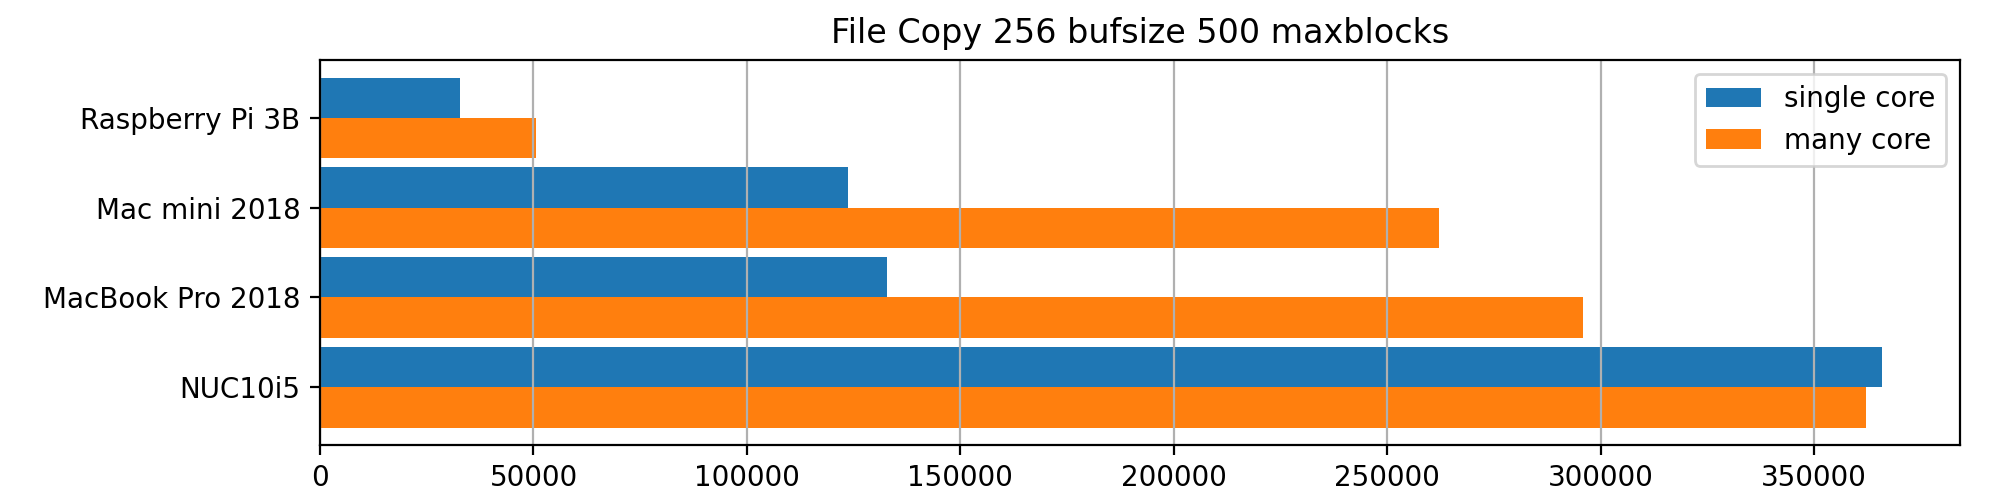 File Copy 256 bufsize 500 maxblocks
single core
many core
Raspberry Pi 3B
Mac mini 2018
MacBook Pro 2018
NUC10i5
0 50000 100000 150000 200000 250000 300000 350000